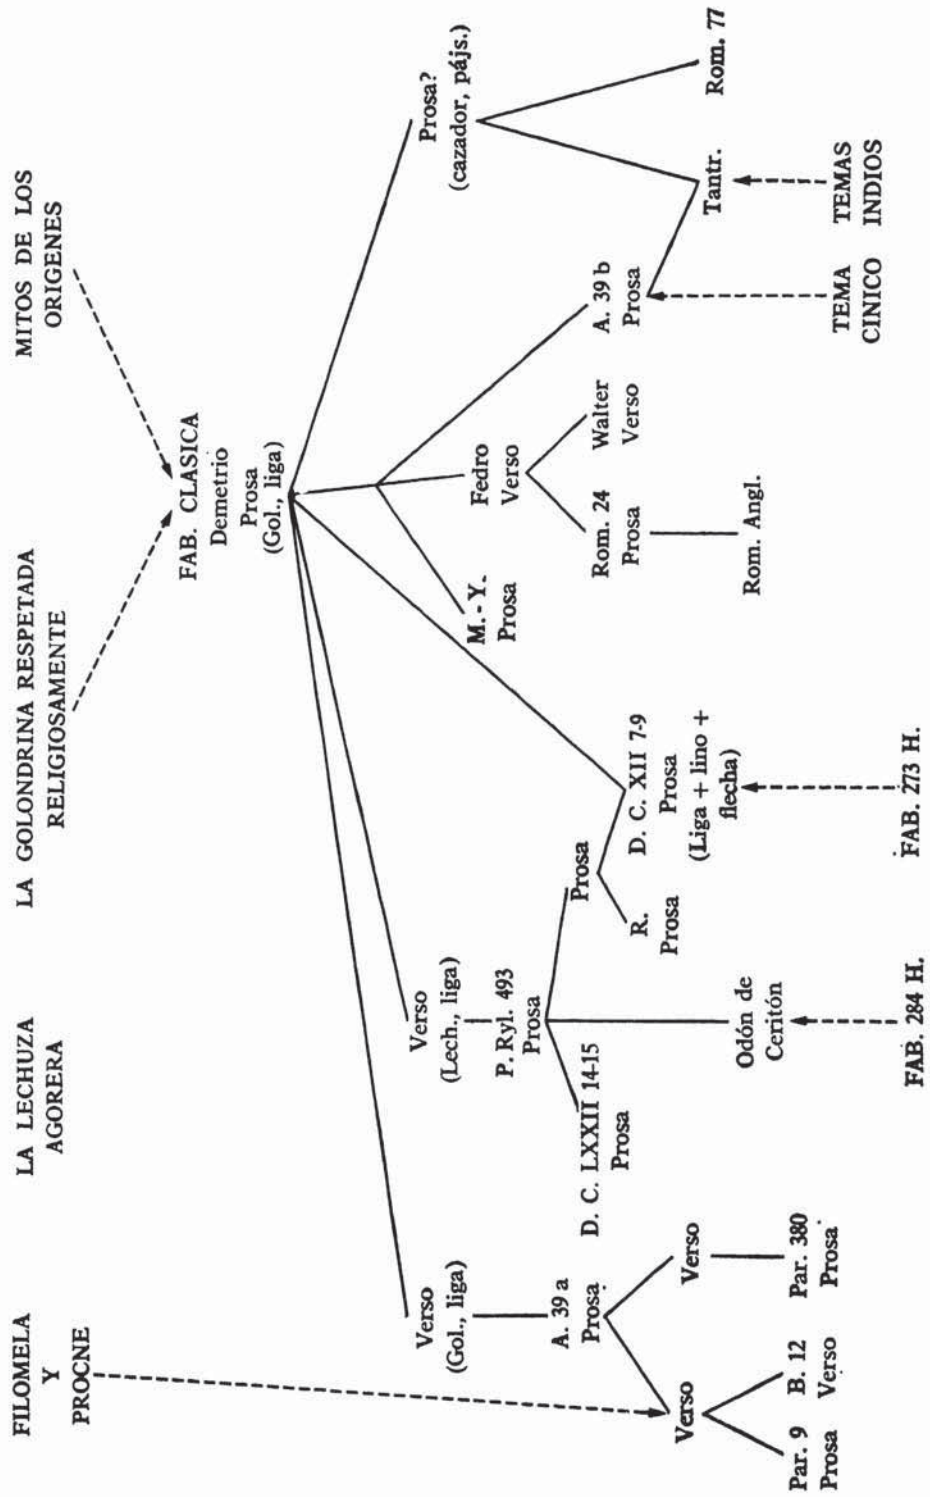 FILOMELA
Y
PROCNE
LA LECHUZA
AGORERA
LA GOLONDRINA RESPETADA
RELIGIOSAMENTE
MITOS DE LOS
ORIGENES
FAB. CLASICA
Demetrio
Prosa
(Gol., liga)
Verso
(Gol., liga)
Verso
(Lech., liga)
Prosa?
(cazador, pájs.)
A. 39 a
Prosa
P. Ryl. 493
Prosa
M.-Y.
Prosa
Fedro
Verso
D. C. LXXII 14-15
Prosa
Prosa
R.
Prosa
D. C. XII 7-9
Prosa
(Liga + lino +
flecha)
Rom. 24
Prosa
Walter
Verso
A. 39 b
Prosa
Verso
Verso
Odón de
Ceritón
Rom. Angl.
Tantr.
Rom. 77
Par. 9
Prosa
B. 12
Verso
Par. 380
Prosa
FAB. 284 H.
FAB. 273 H.
TEMA
CINICO
TEMAS
INDIOS